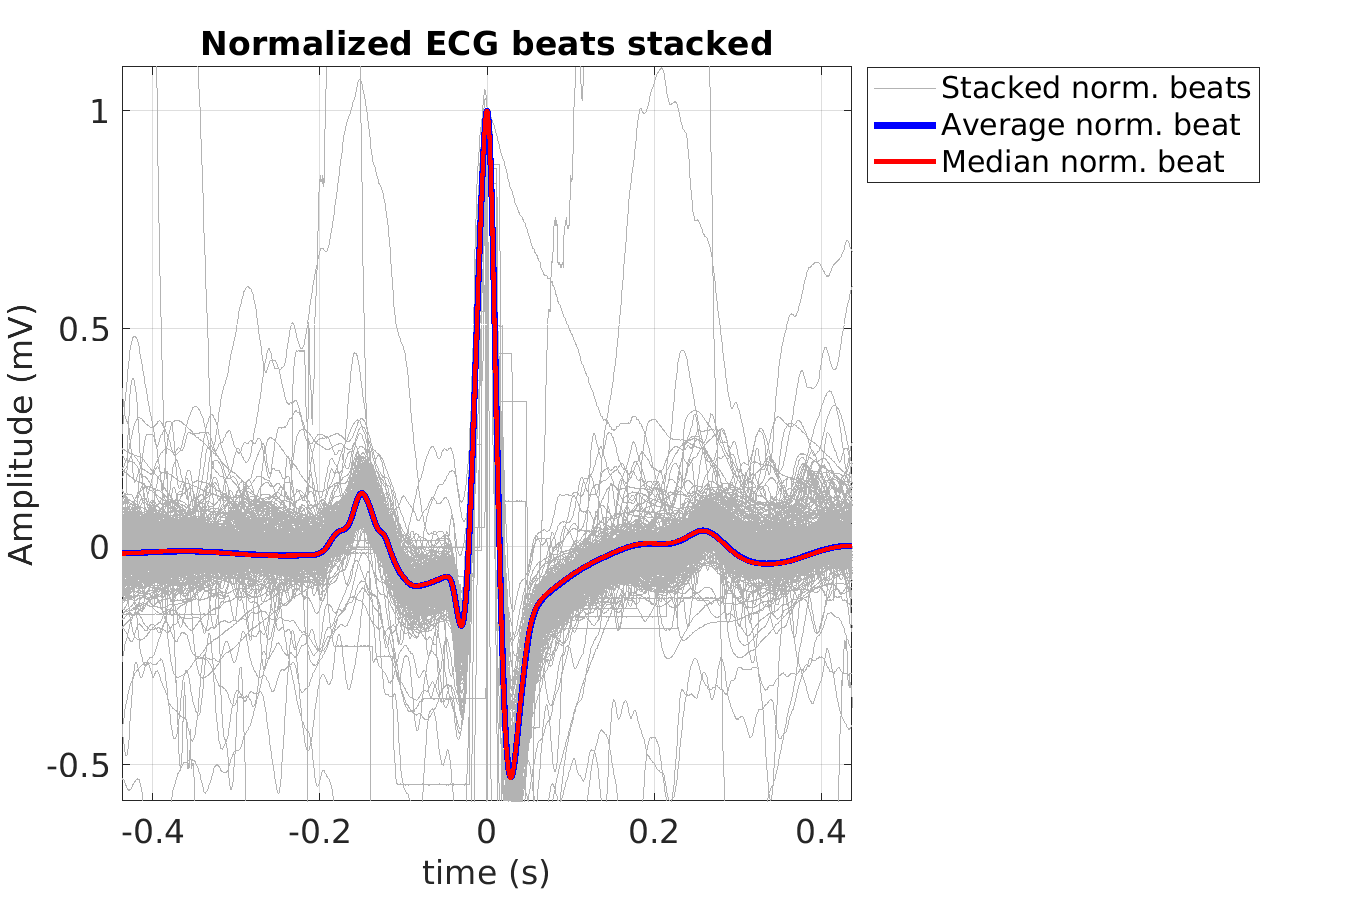 Normalized ECG beats stacked
Stacked norm. beats
Average norm. beat
Median norm. beat
Amplitude (mV)
1
0.5
0
-0.5
-0.4
-0.2
0
0.2
0.4
time (s)